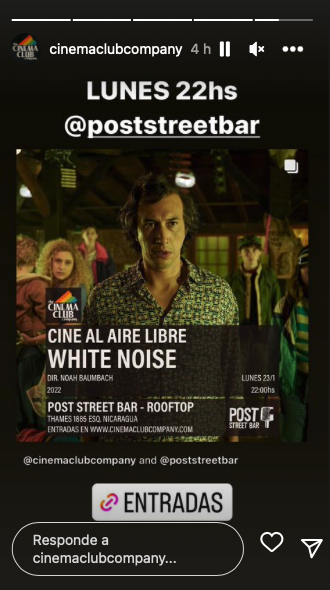 cinemaclubcompany 4 h
LUNES 22hs
@poststreetbar
the
CINEMA
CLUB
company
CINE AL AIRE LIBRE
WHITE NOISE
DIR. NOAH BAUMBACH
2022
LUNES 23/1
22:00hs
POST STREET BAR - ROOFTOP
THAMES 1885 ESQ. NICARAGUA
ENTRADAS EN WWW.CINEMACLUBCOMPANY.COM
POST
STREET BAR
@cinemaclubcompany and @poststreetbar
ENTRADAS
Responde a
cinemaclubcompany...